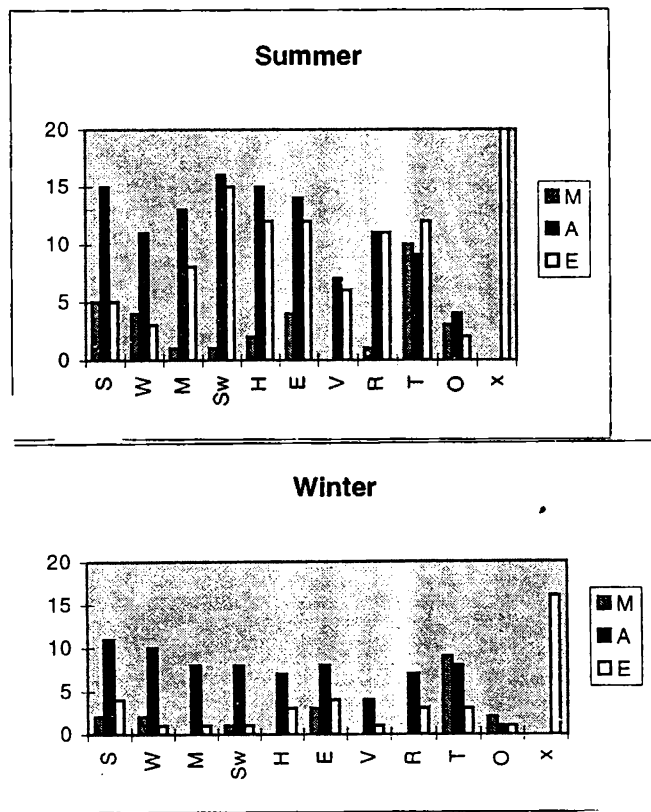 Summer
20
15
10
5
0
S W M Sw H E V R T O x
M
A
E
Winter
20
15
10
5
0
S W M Sw H E V R T O x
M
A
E